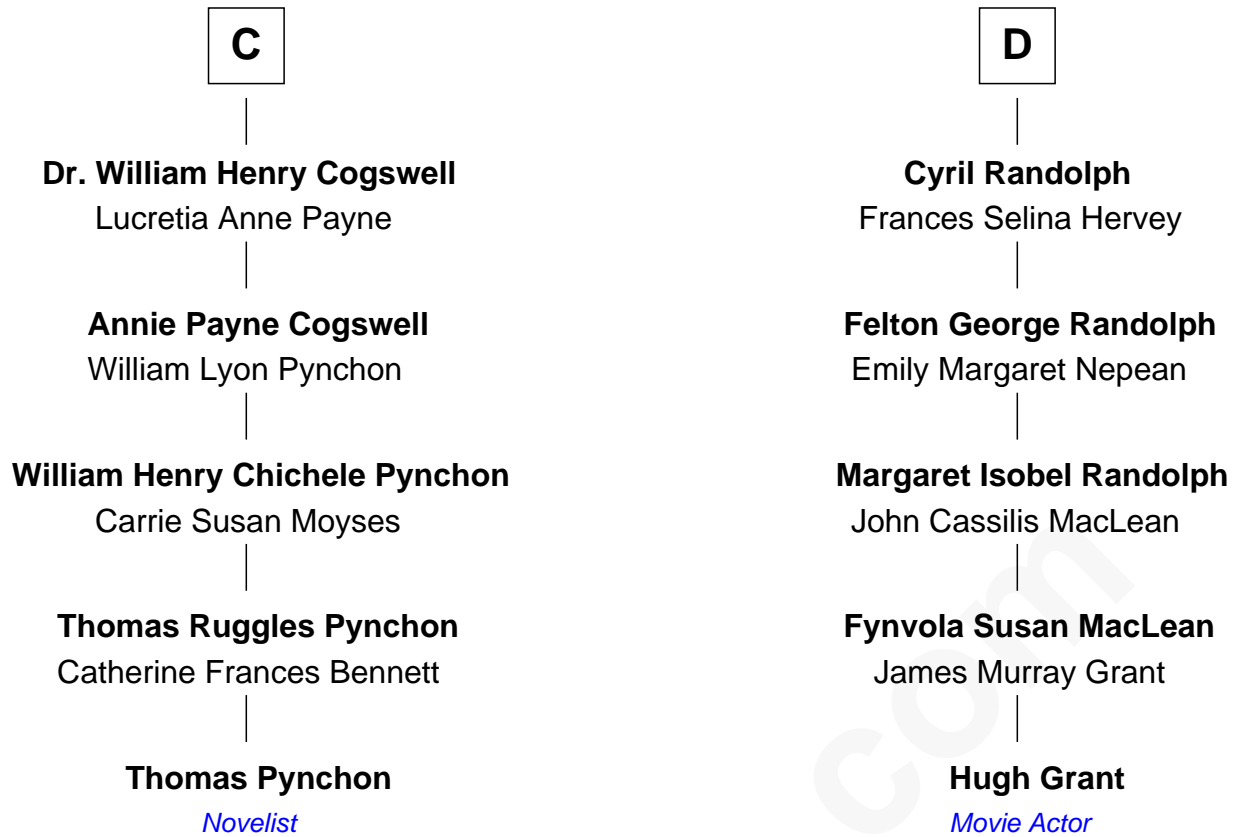 C
Dr. William Henry Cogswell
Lucretia Anne Payne
Annie Payne Cogswell
William Lyon Pynchon
William Henry Chichele Pynchon
Carrie Susan Moyses
Thomas Ruggles Pynchon
Catherine Frances Bennett
Thomas Pynchon
Novelist
D
Cyril Randolph
Frances Selina Hervey
Felton George Randolph
Emily Margaret Nepean
Margaret Isobel Randolph
John Cassilis MacLean
Fynvola Susan MacLean
James Murray Grant
Hugh Grant
Movie Actor
com